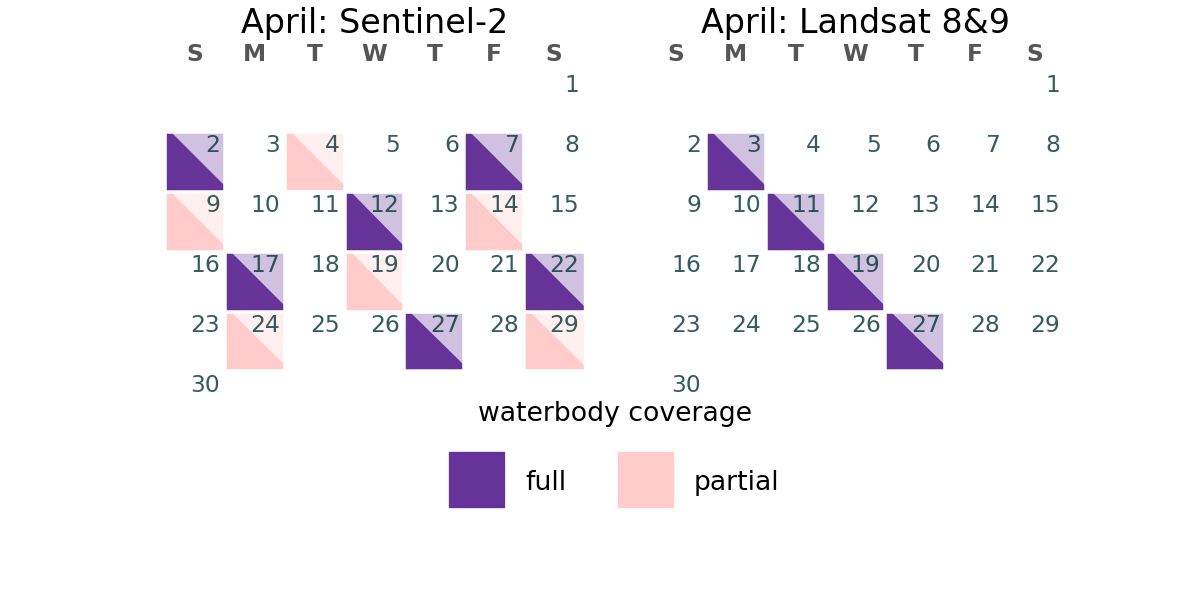 April: Sentinel-2
S M T W T F S
1
2 3 4 5 6 7 8
9 10 11 12 13 14 15
16 17 18 19 20 21 22
23 24 25 26 27 28 29
30
April: Landsat 8&9
S M T W T F S
1
2 3 4 5 6 7 8
9 10 11 12 13 14 15
16 17 18 19 20 21 22
23 24 25 26 27 28 29
30
waterbody coverage
full partial